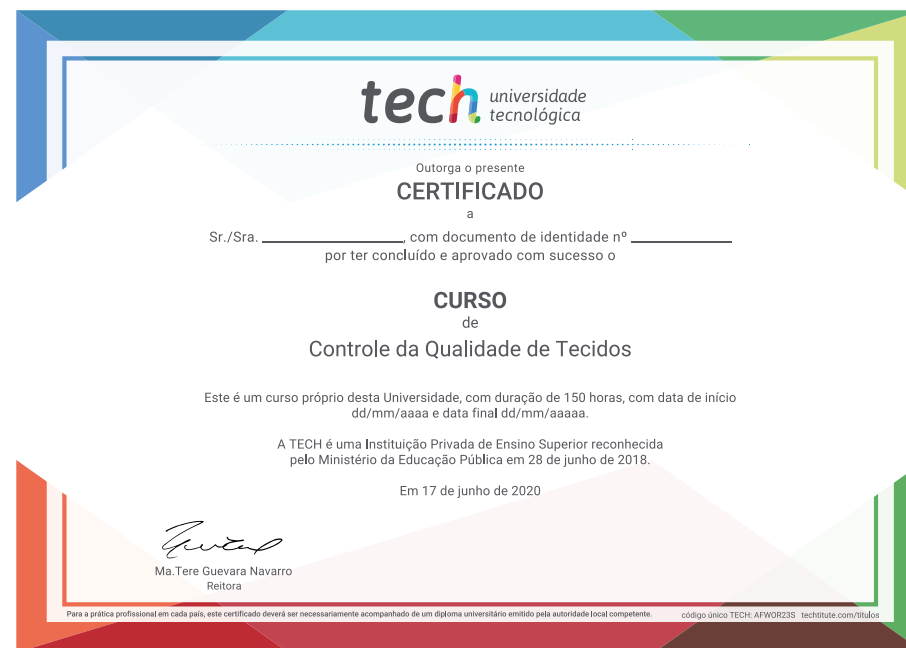 tech universidade
tecnológica
Outorga o presente
CERTIFICADO
a
Sr./Sra. ____________, com documento de identidade nº ____________
por ter concluído e aprovado com sucesso o
CURSO
de
Controle da Qualidade de Tecidos
Este é um curso próprio desta Universidade, com duração de 150 horas, com data de início
dd/mm/aaaa e data final dd/mm/aaaaa.
A TECH é uma Instituição Privada de Ensino Superior reconhecida
pelo Ministério da Educação Pública em 28 de junho de 2018.
Em 17 de junho de 2020
Ma.Tere Guevara Navarro
Reitora
Para a prática profissional em cada país, este certificado deverá ser necessariamente acompanhado de um diploma universitário emitido pela autoridade local competente. código único TECH: AFWOR23S techtitute.com/titulos